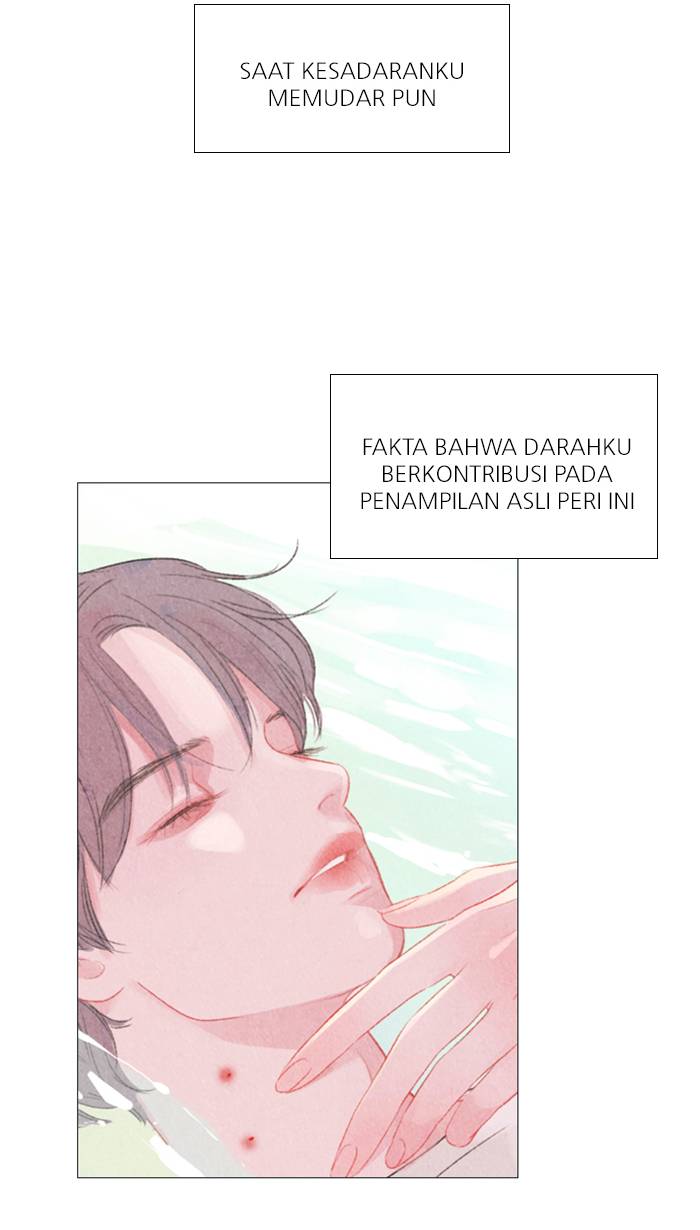 SAAT KESADARANKU
MEMUDAR PUN
FAKTA BAHWA DARAHKU
BERKONTRIBUSI PADA
PENAMPILAN ASLI PERI INI